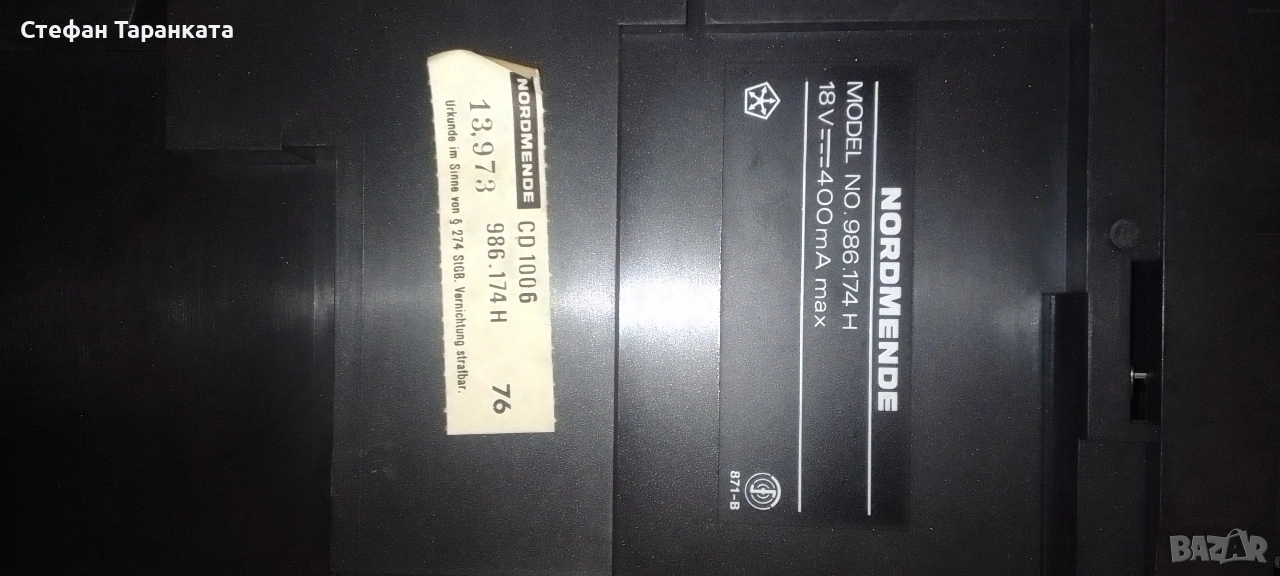 Стефан Таранката
NORDMENDE CD 1006
13,973 986.174 H 76
Urkunde im Sinne von § 274 StGB. Vernichtung strafbar.
NORDMENDE
MODEL NO. 986.174 H
18V⎓400mA max
871-B
BAZAR